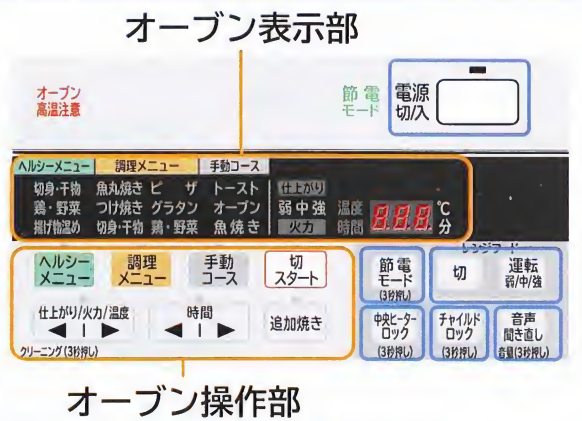 オーブン表示部
オーブン
高温注意
節電
モード
電源
切/入
ヘルシーメニュー 調理メニュー 手動コース
切身・干物 魚丸焼き ピザ トースト 仕上がり
鶏・野菜 つけ焼き グラタン オーブン 弱 中 強 温度 8.8.8. ℃
揚げ物温め 切身・干物 鶏・野菜 魚焼き 火力 時間 分
レンジフード
ヘルシー
メニュー
調理
メニュー
手動
コース
切
スタート
節電
モード
(3秒押し)
切
運転
弱/中/強
仕上がり/火力/温度
◀ | ▶
時間
◀ | ▶
追加焼き
クリーニング(3秒押し)
中央ヒーター
ロック
(3秒押し)
チャイルド
ロック
(3秒押し)
音声
聞き直し
音量(3秒押し)
オーブン操作部